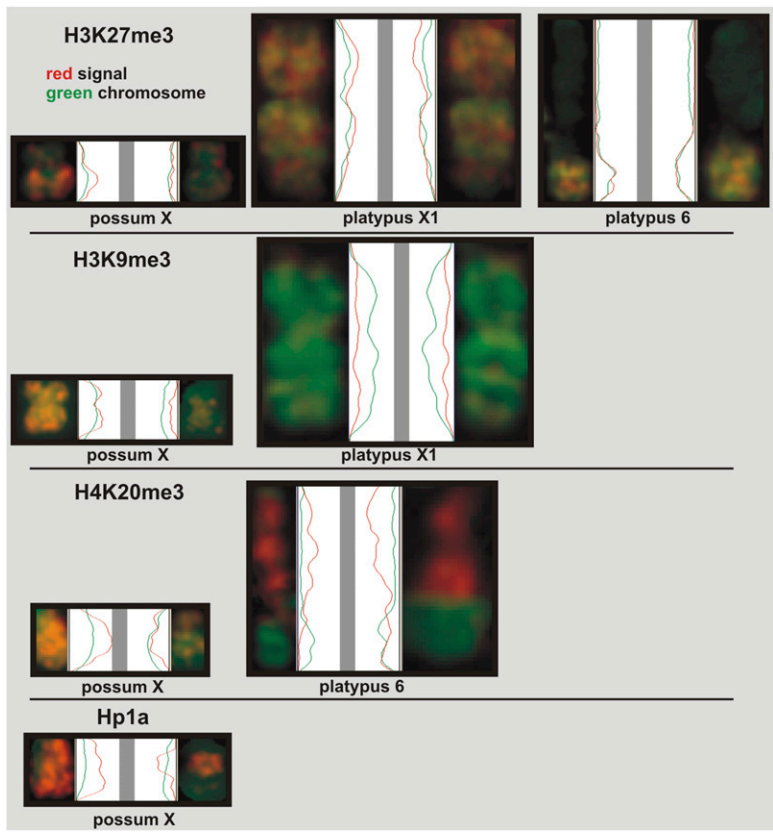 H3K27me3
red signal
green chromosome
possum X
platypus X1
platypus 6
H3K9me3
possum X
platypus X1
H4K20me3
possum X
platypus 6
Hp1a
possum X